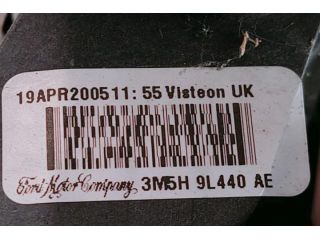 19APR200511:55 Visteon UK
Ford Motor Company 3M5H 9L440 AE